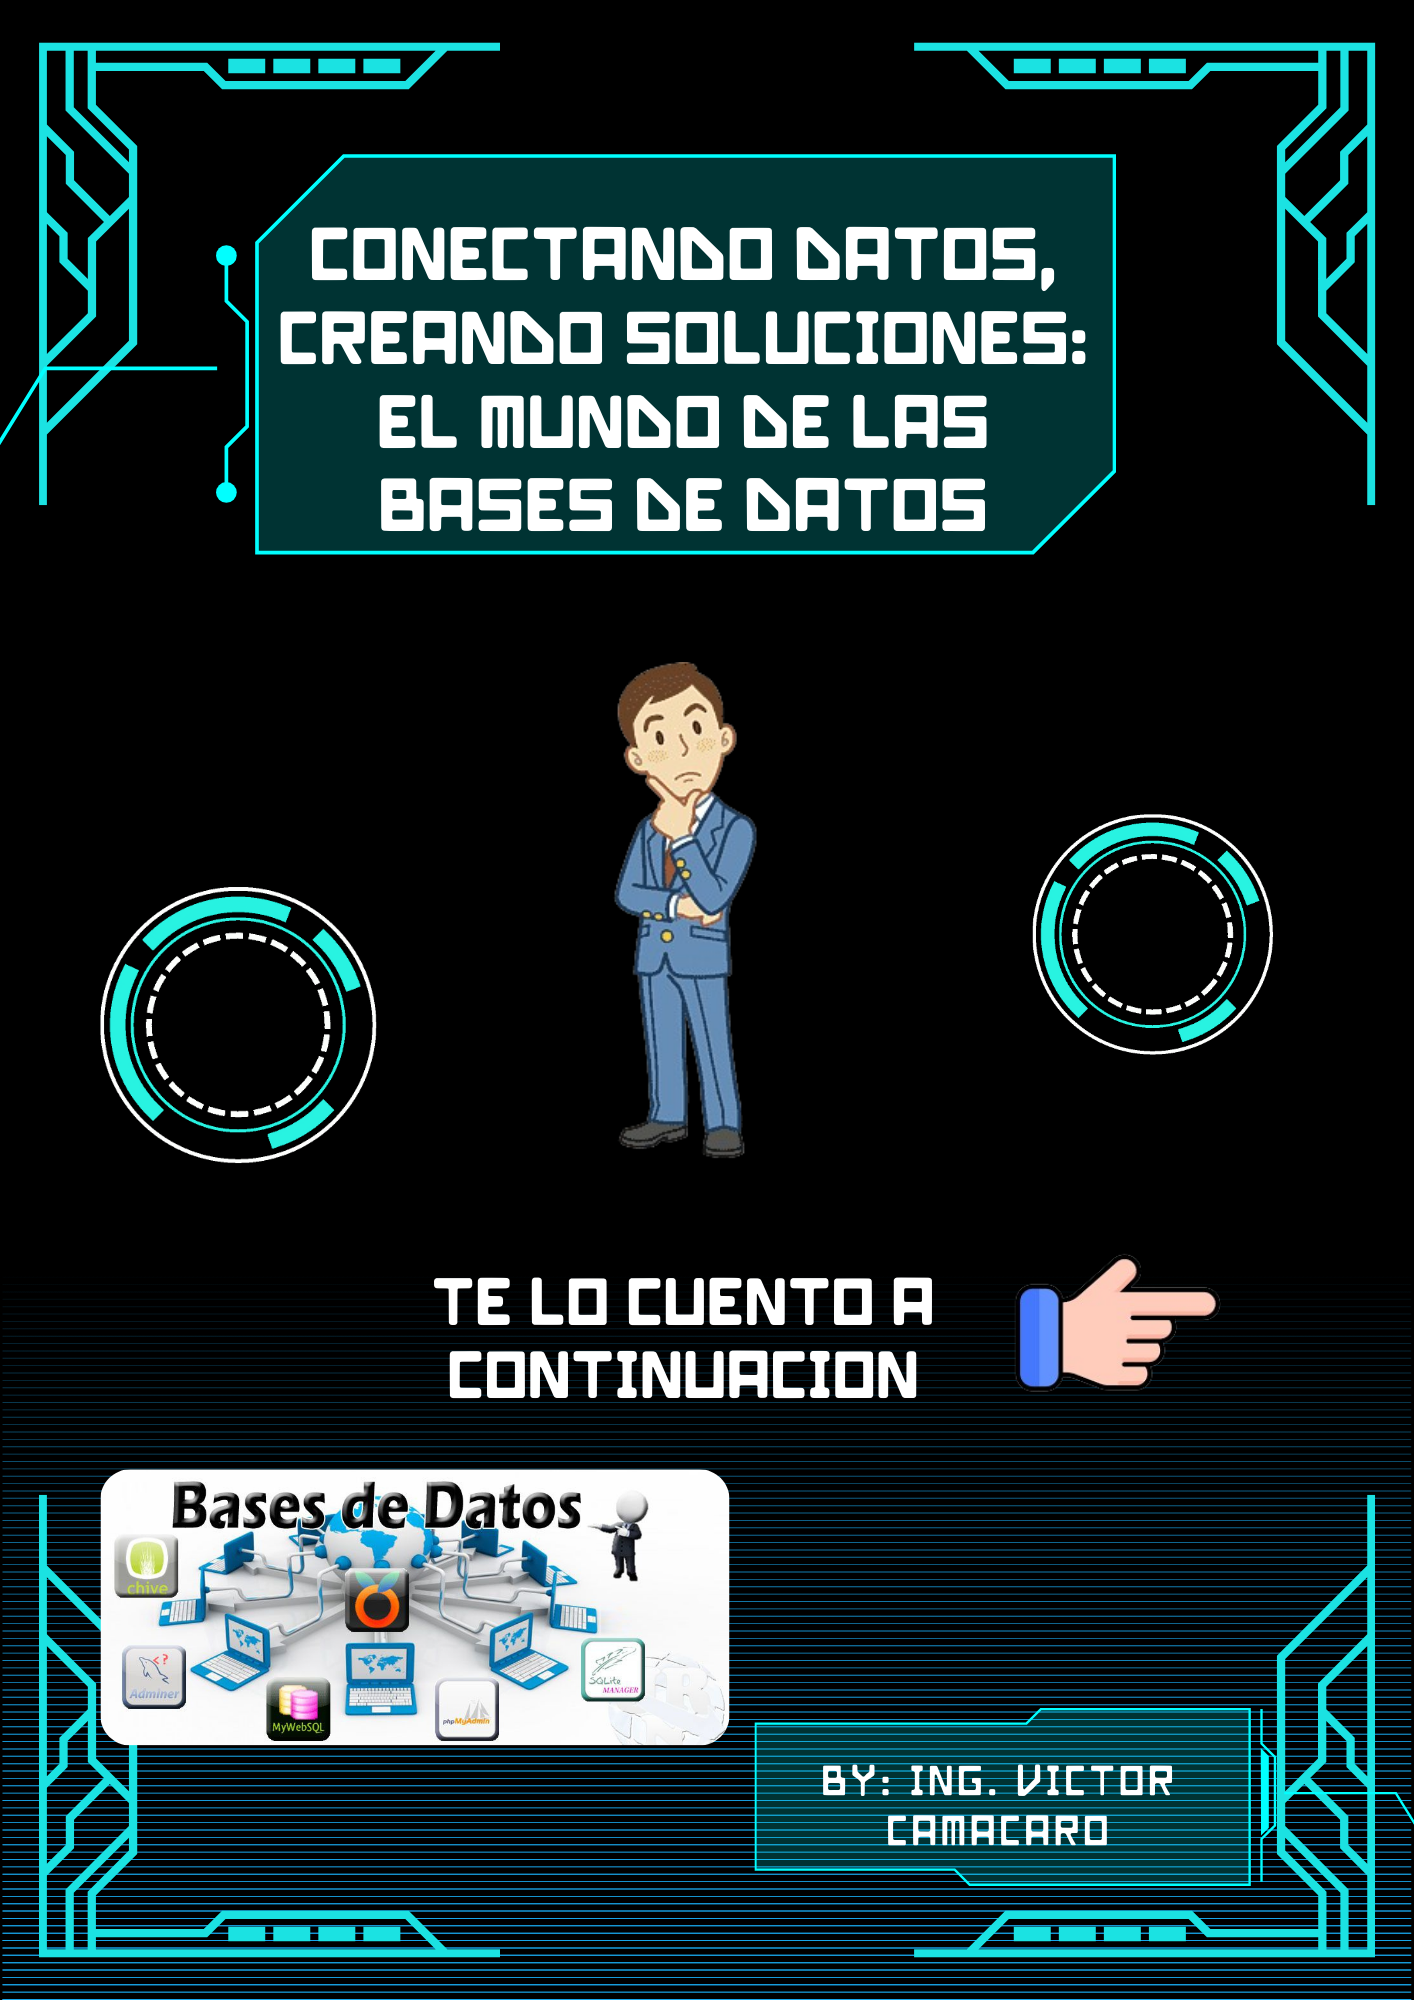 CONECTANDO DATOS,
CREANDO SOLUCIONES:
EL MUNDO DE LAS
BASES DE DATOS
TE LO CUENTO A
CONTINUACION
Bases de Datos
chive
<?
Adminer
MyWebSQL
phpMyAdmin
SQLite
MANAGER
BY: ING. VICTOR
CAMACARO